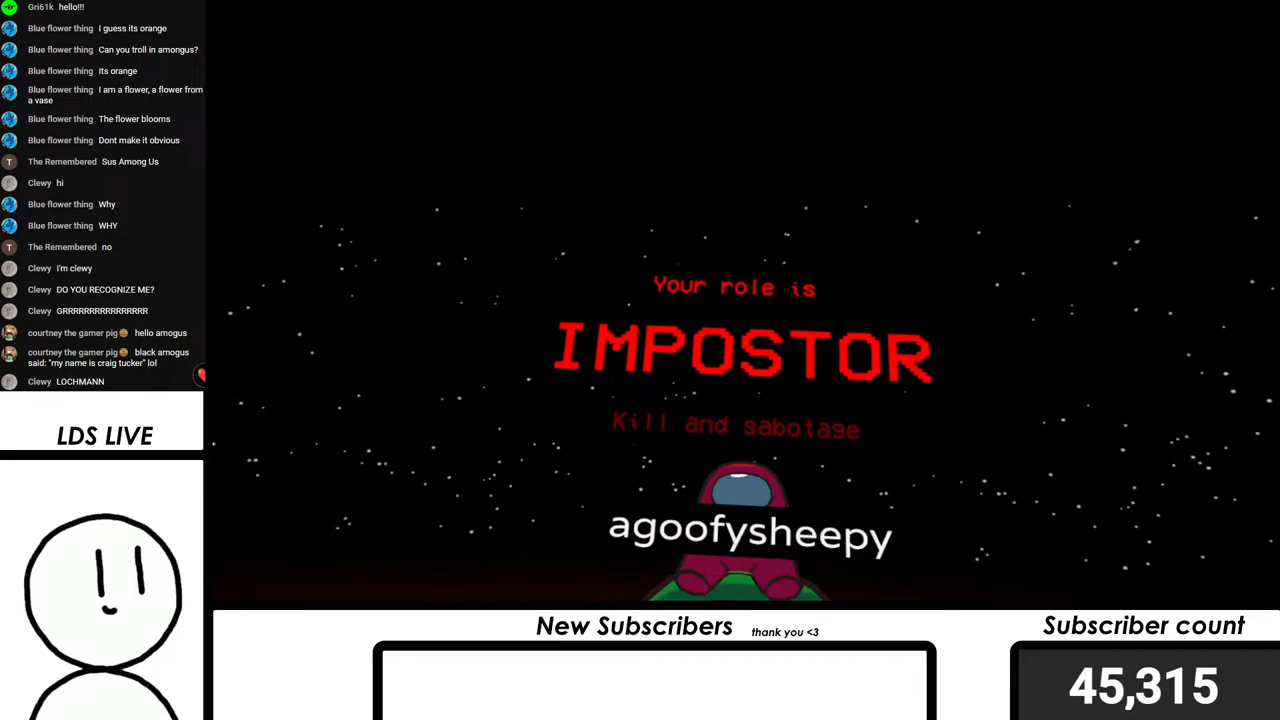 Gri61k hello!!!
Blue flower thing I guess its orange
Blue flower thing Can you troll in amongus?
Blue flower thing Its orange
Blue flower thing I am a flower, a flower from
a vase
Blue flower thing The flower blooms
Blue flower thing Dont make it obvious
T The Remembered Sus Among Us
Clewy hi
Blue flower thing Why
Blue flower thing WHY
T The Remembered no
Clewy I'm clewy
Clewy DO YOU RECOGNIZE ME?
Clewy GRRRRRRRRRRRRRRRR
courtney the gamer pig hello amogus
courtney the gamer pig black amogus
said: "my name is craig tucker" lol
Clewy LOCHMANN
LDS LIVE
Your role is
IMPOSTOR
Kill and sabotage
agoofysheepy
New Subscribers thank you <3
Subscriber count
45,315